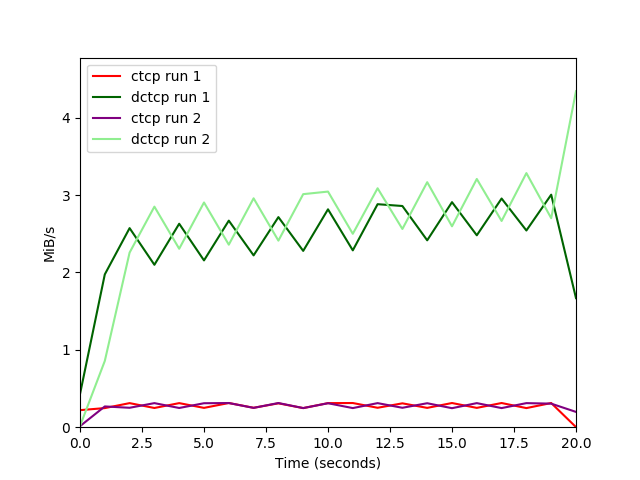 ctcp run 1
dctcp run 1
ctcp run 2
dctcp run 2
MiB/s
4
3
2
1
0
0.0 2.5 5.0 7.5 10.0 12.5 15.0 17.5 20.0
Time (seconds)